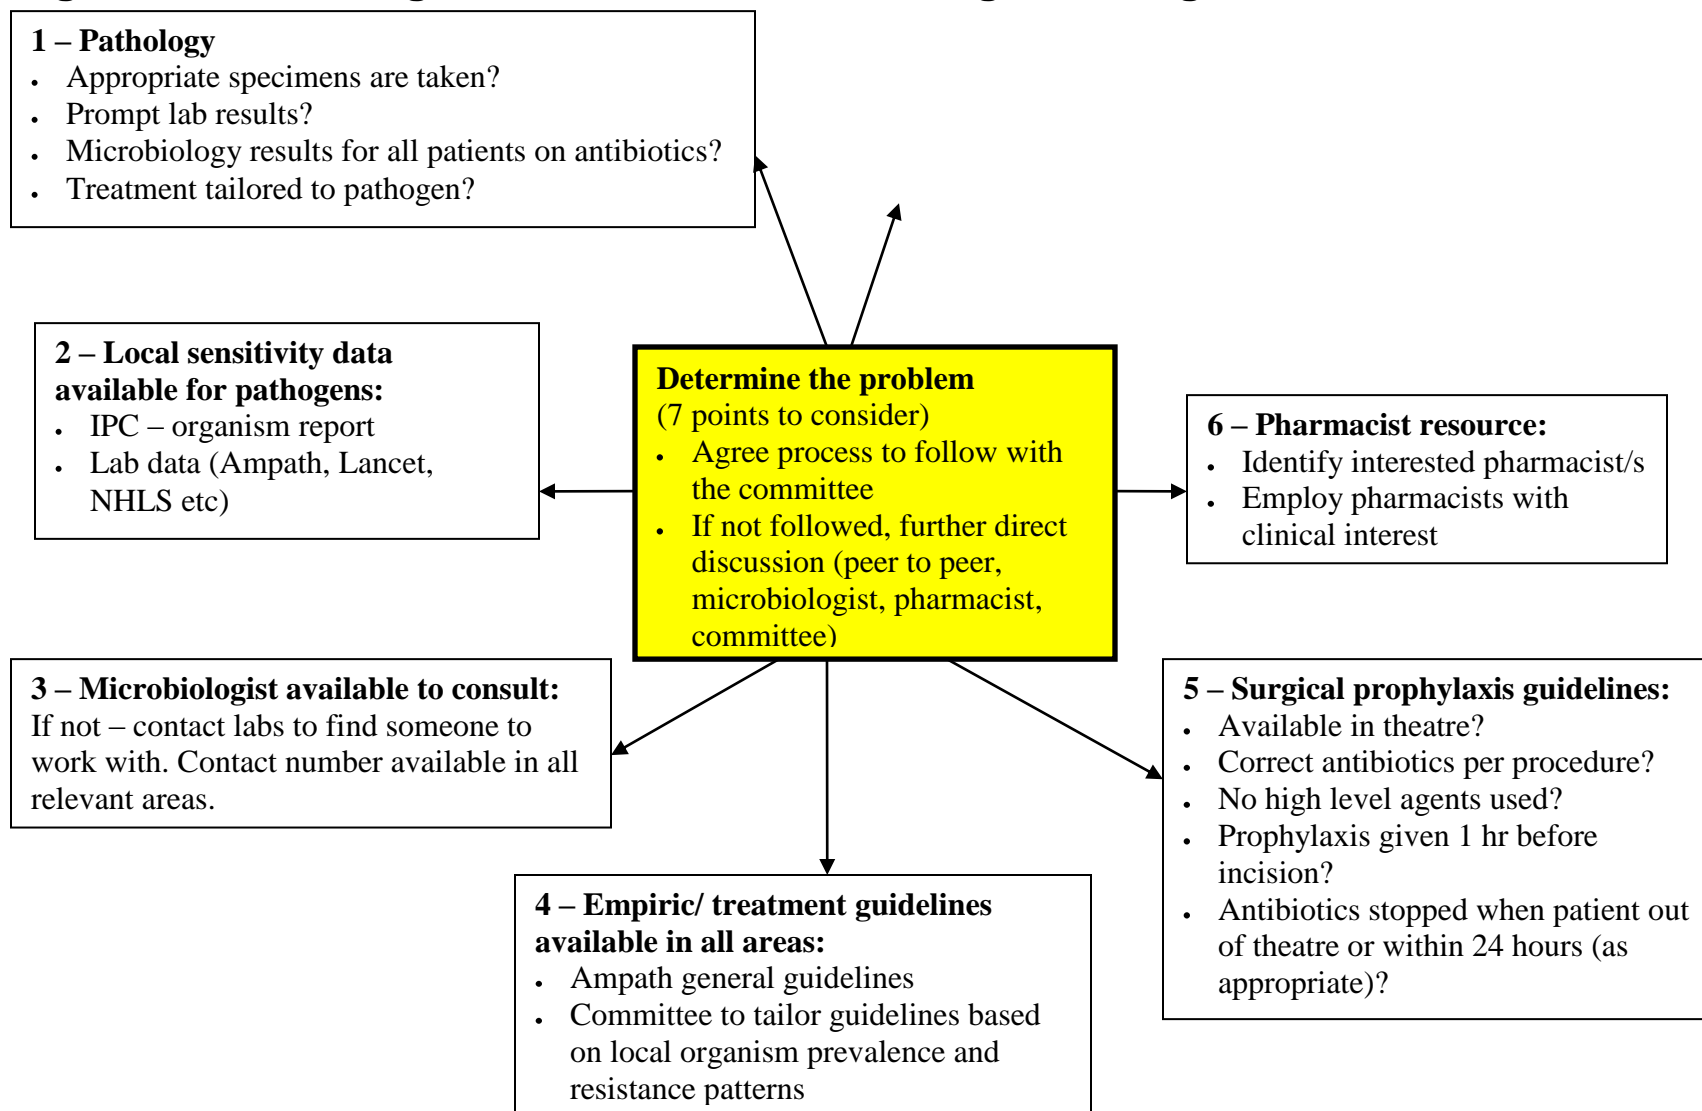 1 – Pathology
• Appropriate specimens are taken?
• Prompt lab results?
• Microbiology results for all patients on antibiotics?
• Treatment tailored to pathogen?
2 – Local sensitivity data
available for pathogens:
• IPC – organism report
• Lab data (Ampath, Lancet,
NHLS etc)
Determine the problem
(7 points to consider)
• Agree process to follow with
the committee
• If not followed, further direct
discussion (peer to peer,
microbiologist, pharmacist,
committee)
6 – Pharmacist resource:
• Identify interested pharmacist/s
• Employ pharmacists with
clinical interest
3 – Microbiologist available to consult:
If not – contact labs to find someone to
work with. Contact number available in all
relevant areas.
5 – Surgical prophylaxis guidelines:
• Available in theatre?
• Correct antibiotics per procedure?
• No high level agents used?
• Prophylaxis given 1 hr before
incision?
• Antibiotics stopped when patient out
of theatre or within 24 hours (as
appropriate)?
4 – Empiric/ treatment guidelines
available in all areas:
• Ampath general guidelines
• Committee to tailor guidelines based
on local organism prevalence and
resistance patterns